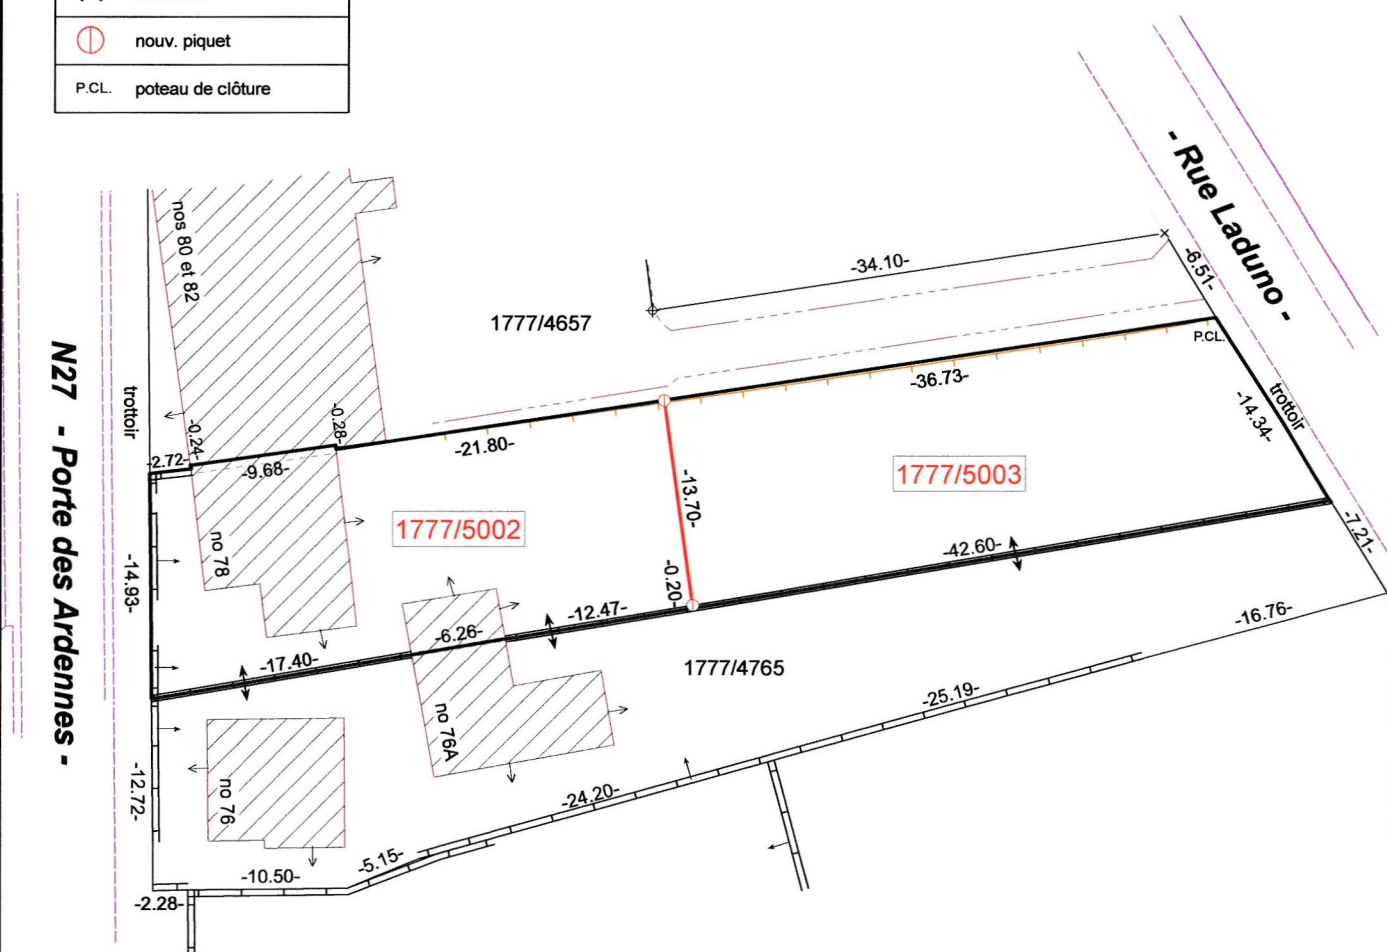 nouv. piquet
P.CL. poteau de clôture
- Rue Laduno -
nos 80 et 82
-34.10-
-6.51-
1777/4657
P.CL.
N27 - Porte des Ardennes -
trottoir
-36.73-
trottoir
-14.34-
-0.24-
-0.28-
-2.72-
-9.68-
-21.80-
-13.70-
1777/5003
1777/5002
no 78
-14.93-
-7.21-
-42.60-
-0.20-
-12.47-
-6.26-
-17.40-
-16.76-
1777/4765
-25.19-
no 76A
no 76
-12.72-
-24.20-
-5.15-
-10.50-
-2.28-